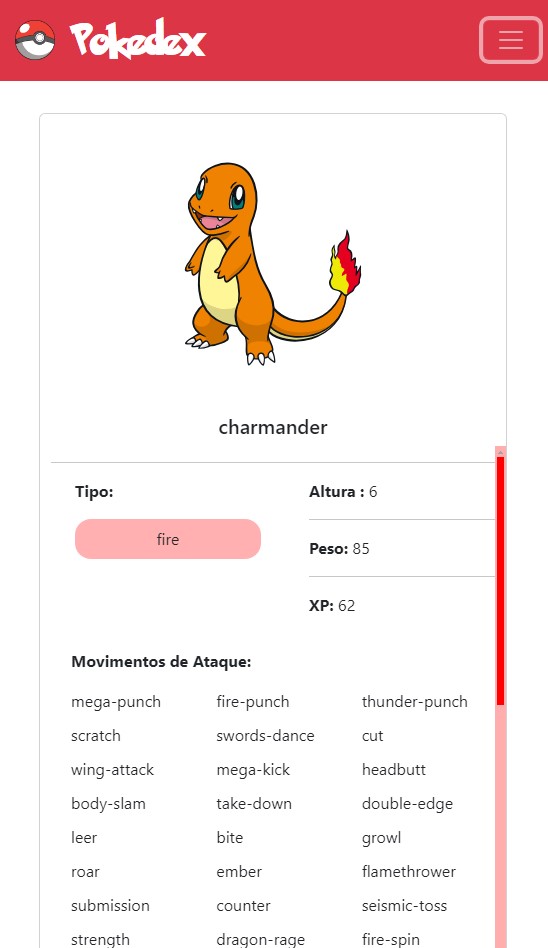 Pokedex
charmander
Tipo:
fire
Altura : 6
Peso: 85
XP: 62
Movimentos de Ataque:
mega-punch fire-punch thunder-punch
scratch swords-dance cut
wing-attack mega-kick headbutt
body-slam take-down double-edge
leer bite growl
roar ember flamethrower
submission counter seismic-toss
strength dragon-rage fire-spin